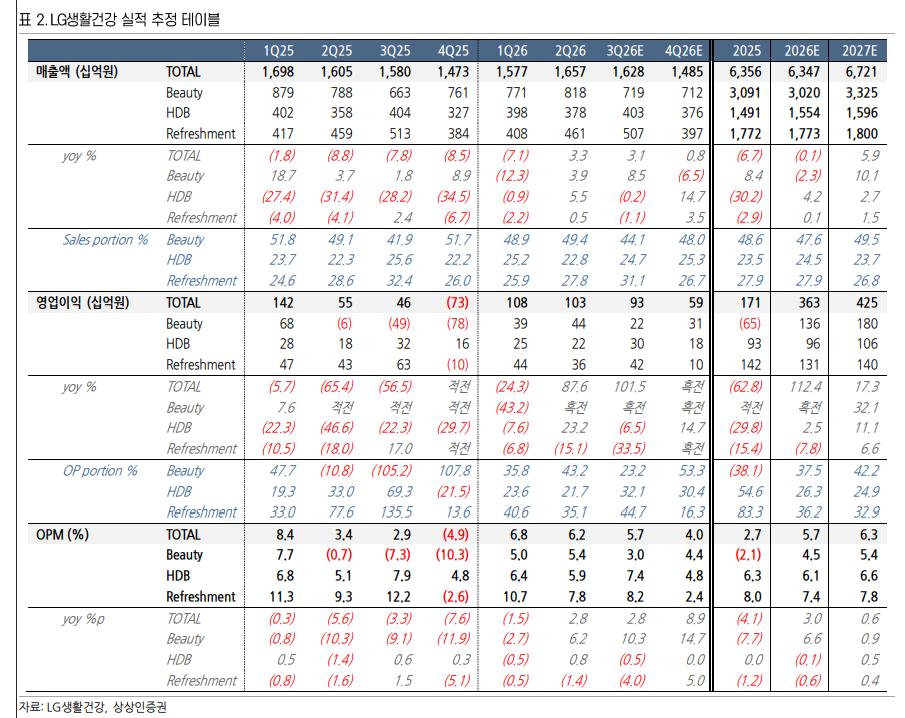 표 2. LG생활건강 실적 추정 테이블
1Q25 2Q25 3Q25 4Q25 1Q26 2Q26 3Q26E 4Q26E 2025 2026E 2027E
매출액 (십억원) TOTAL 1,698 1,605 1,580 1,473 1,577 1,657 1,628 1,485 6,356 6,347 6,721
Beauty 879 788 663 761 771 818 719 712 3,091 3,020 3,325
HDB 402 358 404 327 398 378 403 376 1,491 1,554 1,596
Refreshment 417 459 513 384 408 461 507 397 1,772 1,773 1,800
yoy % TOTAL (1.8) (8.8) (7.8) (8.5) (7.1) 3.3 3.1 0.8 (6.7) (0.1) 5.9
Beauty 18.7 3.7 1.8 8.9 (12.3) 3.9 8.5 (6.5) 8.4 (2.3) 10.1
HDB (27.4) (31.4) (28.2) (34.5) (0.9) 5.5 (0.2) 14.7 (30.2) 4.2 2.7
Refreshment (4.0) (4.1) 2.4 (6.7) (2.2) 0.5 (1.1) 3.5 (2.9) 0.1 1.5
Sales portion % Beauty 51.8 49.1 41.9 51.7 48.9 49.4 44.1 48.0 48.6 47.6 49.5
HDB 23.7 22.3 25.6 22.2 25.2 22.8 24.7 25.3 23.5 24.5 23.7
Refreshment 24.6 28.6 32.4 26.0 25.9 27.8 31.1 26.7 27.9 27.9 26.8
영업이익 (십억원) TOTAL 142 55 46 (73) 108 103 93 59 171 363 425
Beauty 68 (6) (49) (78) 39 44 22 31 (65) 136 180
HDB 28 18 32 16 25 22 30 18 93 96 106
Refreshment 47 43 63 (10) 44 36 42 10 142 131 140
yoy % TOTAL (5.7) (65.4) (56.5) 적전 (24.3) 87.6 101.5 흑전 (62.8) 112.4 17.3
Beauty 7.6 적전 적전 적전 (43.2) 흑전 흑전 흑전 적전 흑전 32.1
HDB (22.3) (46.6) (22.3) (29.7) (7.6) 23.2 (6.5) 14.7 (29.8) 2.5 11.1
Refreshment (10.5) (18.0) 17.0 적전 (6.8) (15.1) (33.5) 흑전 (15.4) (7.8) 6.6
OP portion % Beauty 47.7 (10.8) (105.2) 107.8 35.8 43.2 23.2 53.3 (38.1) 37.5 42.2
HDB 19.3 33.0 69.3 (21.5) 23.6 21.7 32.1 30.4 54.6 26.3 24.9
Refreshment 33.0 77.6 135.5 13.6 40.6 35.1 44.7 16.3 83.3 36.2 32.9
OPM (%) TOTAL 8.4 3.4 2.9 (4.9) 6.8 6.2 5.7 4.0 2.7 5.7 6.3
Beauty 7.7 (0.7) (7.3) (10.3) 5.0 5.4 3.0 4.4 (2.1) 4.5 5.4
HDB 6.8 5.1 7.9 4.8 6.4 5.9 7.4 4.8 6.3 6.1 6.6
Refreshment 11.3 9.3 12.2 (2.6) 10.7 7.8 8.2 2.4 8.0 7.4 7.8
yoy %p TOTAL (0.3) (5.6) (3.3) (7.6) (1.5) 2.8 2.8 8.9 (4.1) 3.0 0.6
Beauty (0.8) (10.3) (9.1) (11.9) (2.7) 6.2 10.3 14.7 (7.7) 6.6 0.9
HDB 0.5 (1.4) 0.6 0.3 (0.5) 0.8 (0.5) 0.0 0.0 (0.1) 0.5
Refreshment (0.8) (1.6) 1.5 (5.1) (0.5) (1.4) (4.0) 5.0 (1.2) (0.6) 0.4
자료: LG생활건강, 상상인증권